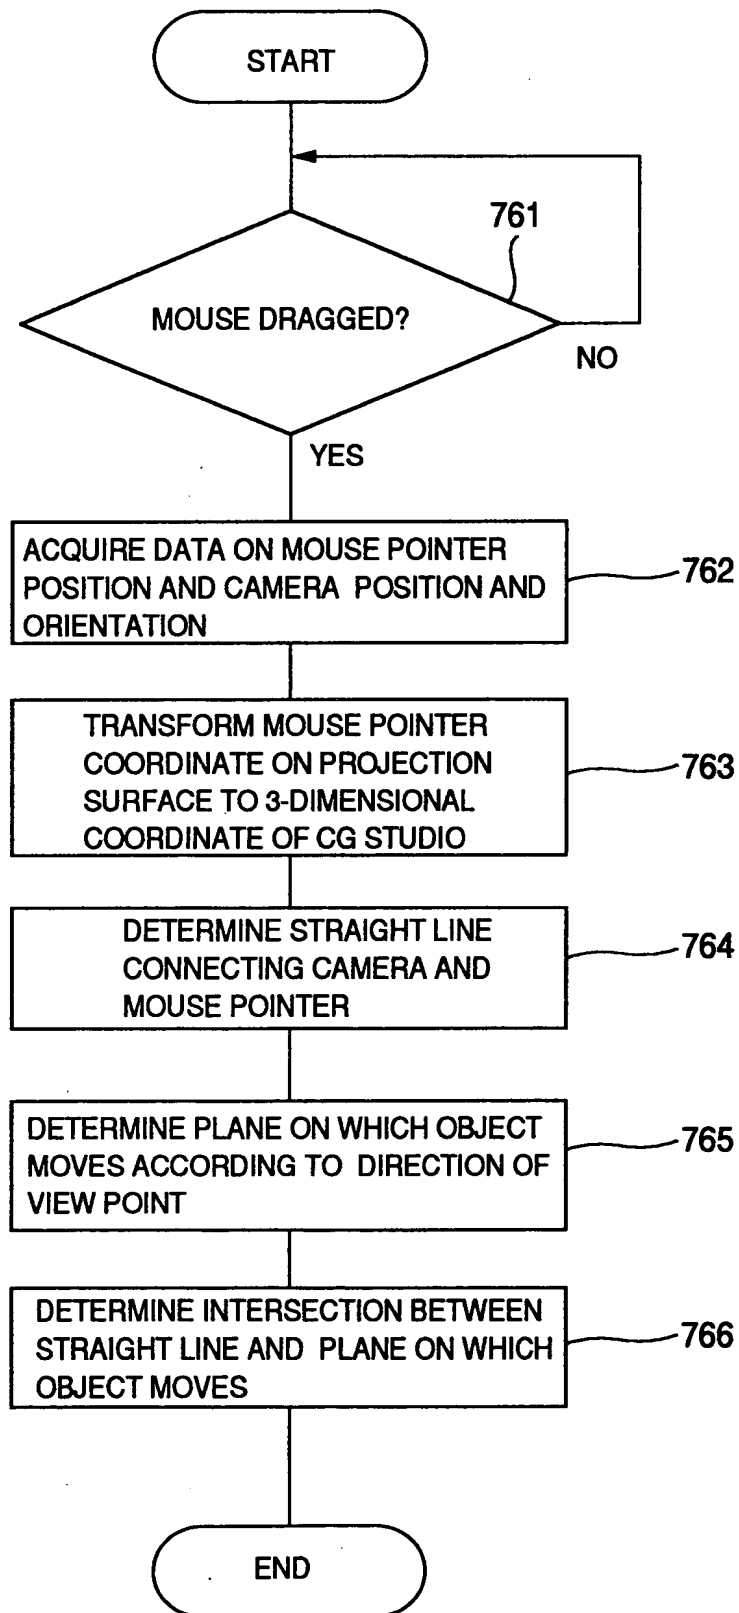 START
761
MOUSE DRAGGED?
NO
YES
ACQUIRE DATA ON MOUSE POINTER
POSITION AND CAMERA POSITION AND
ORIENTATION
762
TRANSFORM MOUSE POINTER
COORDINATE ON PROJECTION
SURFACE TO 3-DIMENSIONAL
COORDINATE OF CG STUDIO
763
DETERMINE STRAIGHT LINE
CONNECTING CAMERA AND
MOUSE POINTER
764
DETERMINE PLANE ON WHICH OBJECT
MOVES ACCORDING TO DIRECTION OF
VIEW POINT
765
DETERMINE INTERSECTION BETWEEN
STRAIGHT LINE AND PLANE ON WHICH
OBJECT MOVES
766
END